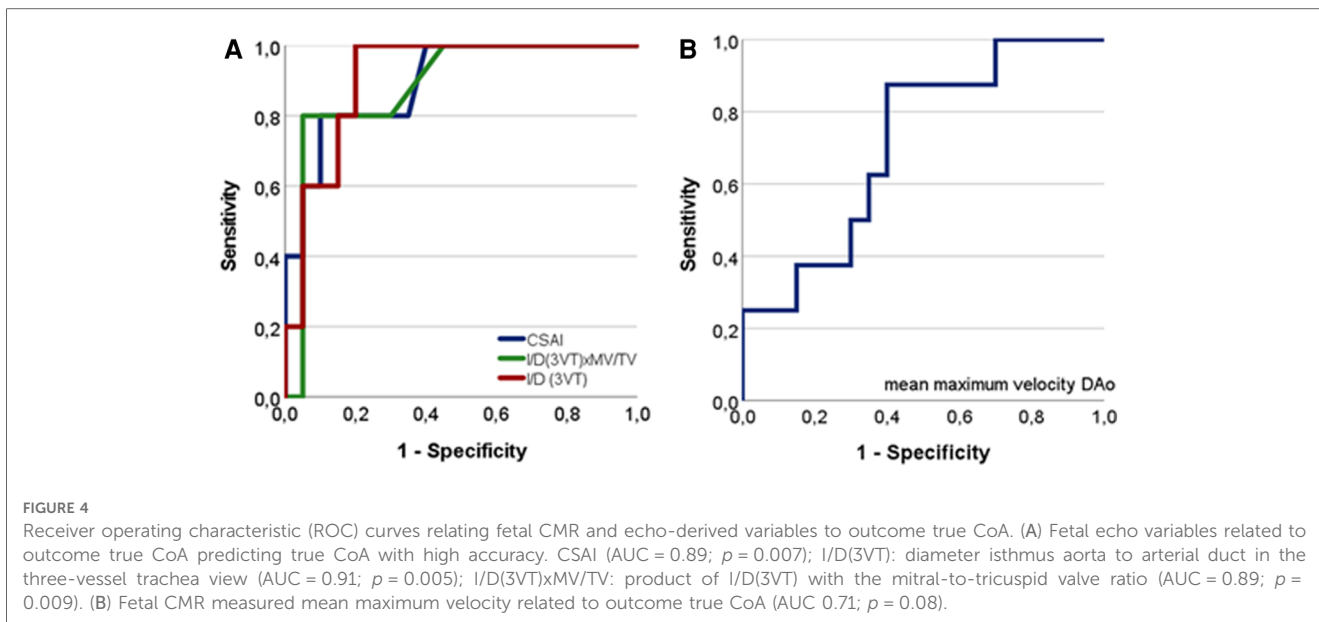 A
1,0
0,8
0,6
0,4
0,2
0,0
Sensitivity
CSAI
I/D(3VT)xMV/TV
I/D (3VT)
0,0 0,2 0,4 0,6 0,8 1,0
1 - Specificity
B
1,0
0,8
0,6
0,4
0,2
0,0
Sensitivity
mean maximum velocity DAo
0,0 0,2 0,4 0,6 0,8 1,0
1 - Specificity
FIGURE 4
Receiver operating characteristic (ROC) curves relating fetal CMR and echo-derived variables to outcome true CoA. (A) Fetal echo variables related to
outcome true CoA predicting true CoA with high accuracy. CSAI (AUC = 0.89; p = 0.007); I/D(3VT): diameter isthmus aorta to arterial duct in the
three-vessel trachea view (AUC = 0.91; p = 0.005); I/D(3VT)xMV/TV: product of I/D(3VT) with the mitral-to-tricuspid valve ratio (AUC = 0.89; p =
0.009). (B) Fetal CMR measured mean maximum velocity related to outcome true CoA (AUC 0.71; p = 0.08).